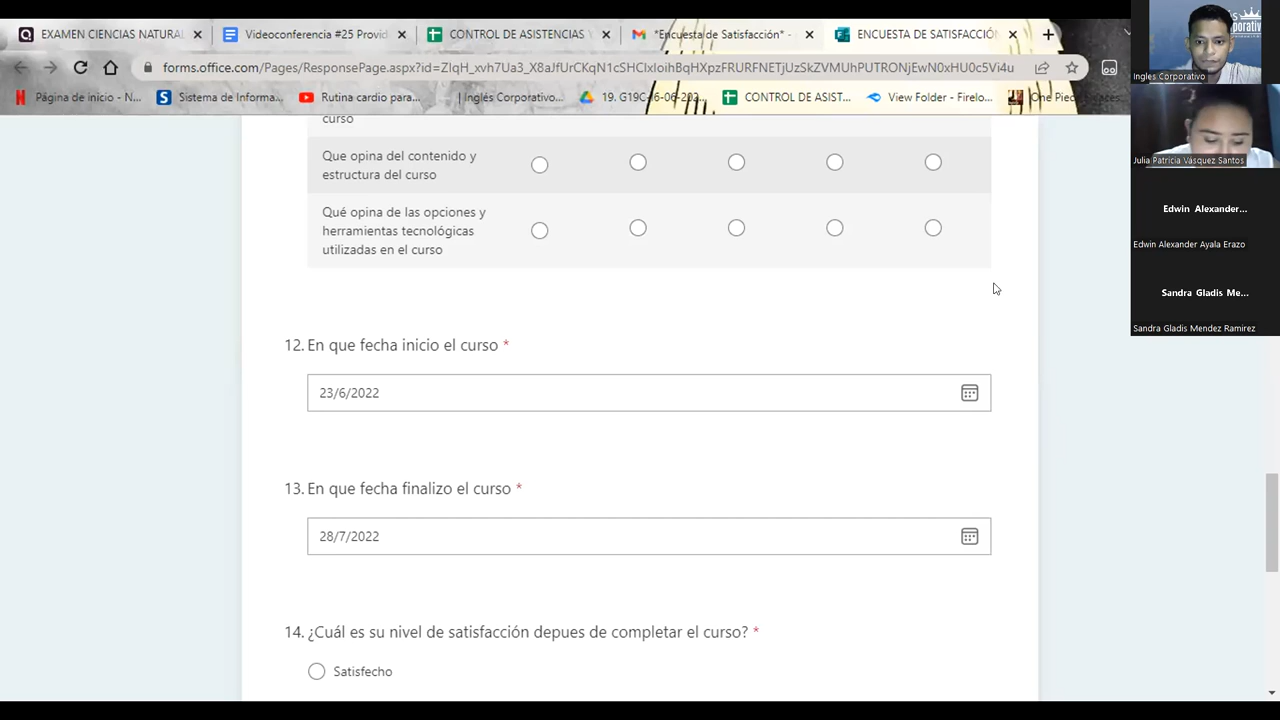 EXAMEN CIENCIAS NATURAL
Videoconferencia #25 Provid
CONTROL DE ASISTENCIAS
"Encuesta de Satisfacción" -
ENCUESTA DE SATISFACCIÓN
forms.office.com/Pages/ResponsePage.aspx?id=ZIqH_xvh7Ua3_X8aJfUrCKqN1cSHCIxIoihBqHXpzFRURFNETjUzSkZVMUhPUTRONjEwN0xHU0c5Vi4u
Página de inicio - N...
Sistema de Informa...
Rutina cardio para...
| Inglés Corporativo...
CONTROL DE ASIST...
View Folder - Firelo...
Ingles Corporativo
Julia Patricia Vásquez Santos
Edwin Alexander...
Edwin Alexander Ayala Erazo
Sandra Gladis Me...
Sandra Gladis Mendez Ramirez
curso
Que opina del contenido y
estructura del curso
Qué opina de las opciones y
herramientas tecnológicas
utilizadas en el curso
12. En que fecha inicio el curso *
23/6/2022
13. En que fecha finalizo el curso *
28/7/2022
14. ¿Cuál es su nivel de satisfacción depues de completar el curso? *
Satisfecho